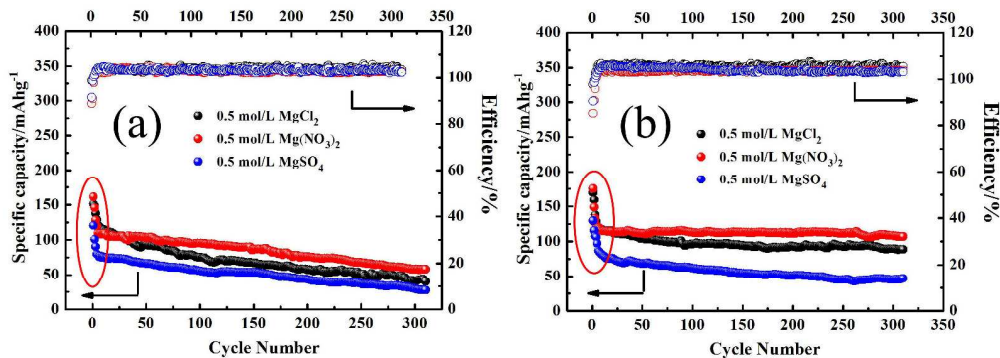 0 50 100 150 200 250 300
400
350
300
250
200
150
100
50
0
Specific capacity/mAhg⁻¹
(a)
0.5 mol/L MgCl₂
0.5 mol/L Mg(NO₃)₂
0.5 mol/L MgSO₄
120
100
80
60
40
20
0
Efficiency/%
0 50 100 150 200 250 300
Cycle Number
0 50 100 150 200 250 300 350
400
350
300
250
200
150
100
50
0
Specific capacity/mAhg⁻¹
(b)
0.5 mol/L MgCl₂
0.5 mol/L Mg(NO₃)₂
0.5 mol/L MgSO₄
120
100
80
60
40
20
0
Efficiency/%
0 50 100 150 200 250 300 350
Cycle Number